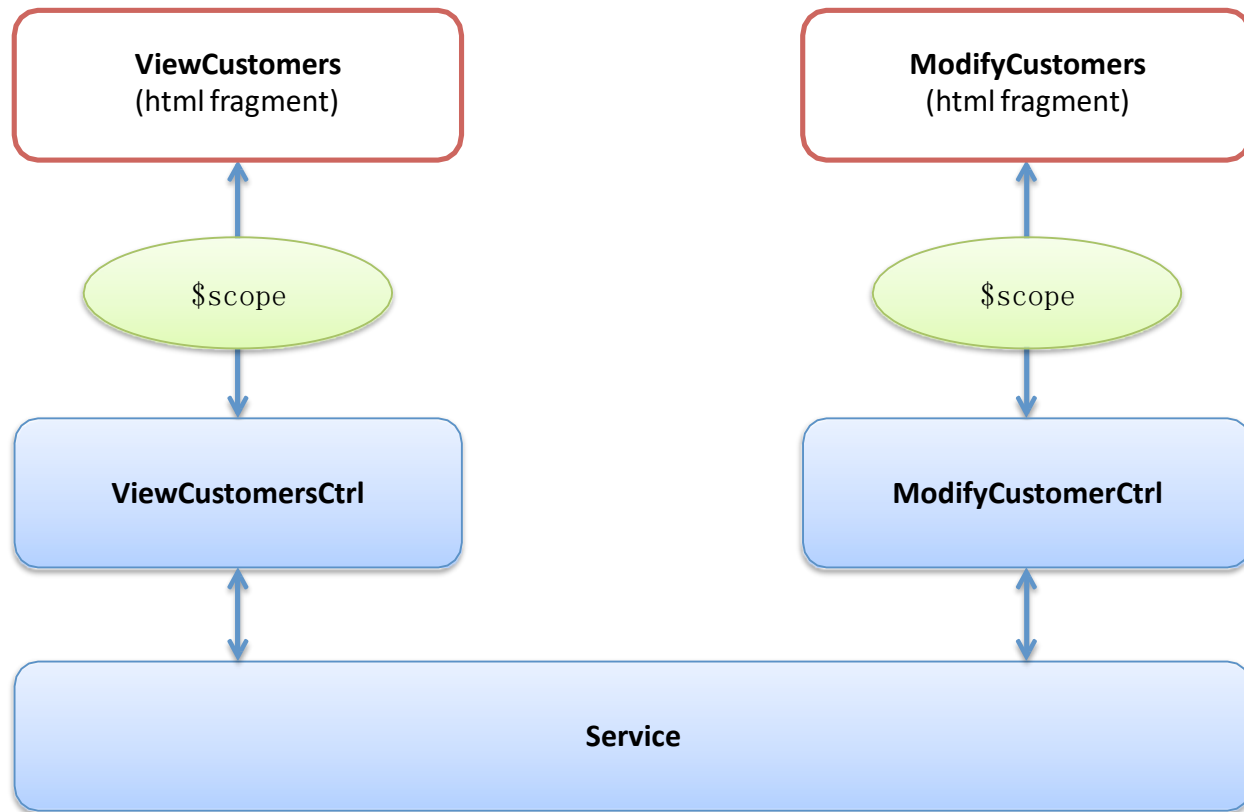 ViewCustomers
(html fragment)
ModifyCustomers
(html fragment)
$scope
$scope
ViewCustomersCtrl
ModifyCustomerCtrl
Service